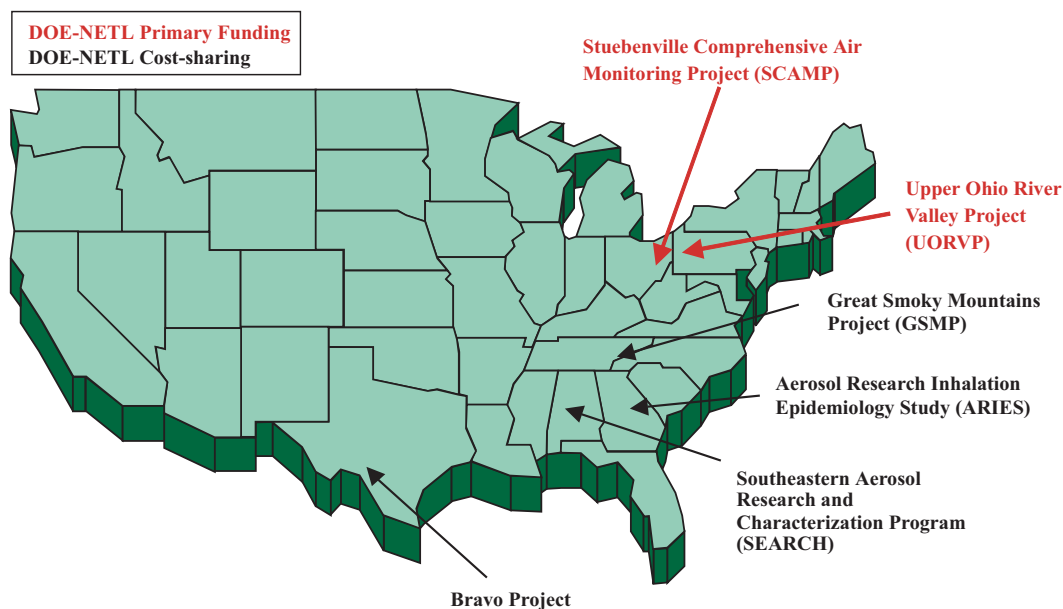 DOE-NETL Primary Funding
DOE-NETL Cost-sharing
Stuebenville Comprehensive Air
Monitoring Project (SCAMP)
Upper Ohio River
Valley Project
(UORVP)
Great Smoky Mountains
Project (GSMP)
Aerosol Research Inhalation
Epidemiology Study (ARIES)
Southeastern Aerosol
Research and
Characterization Program
(SEARCH)
Bravo Project